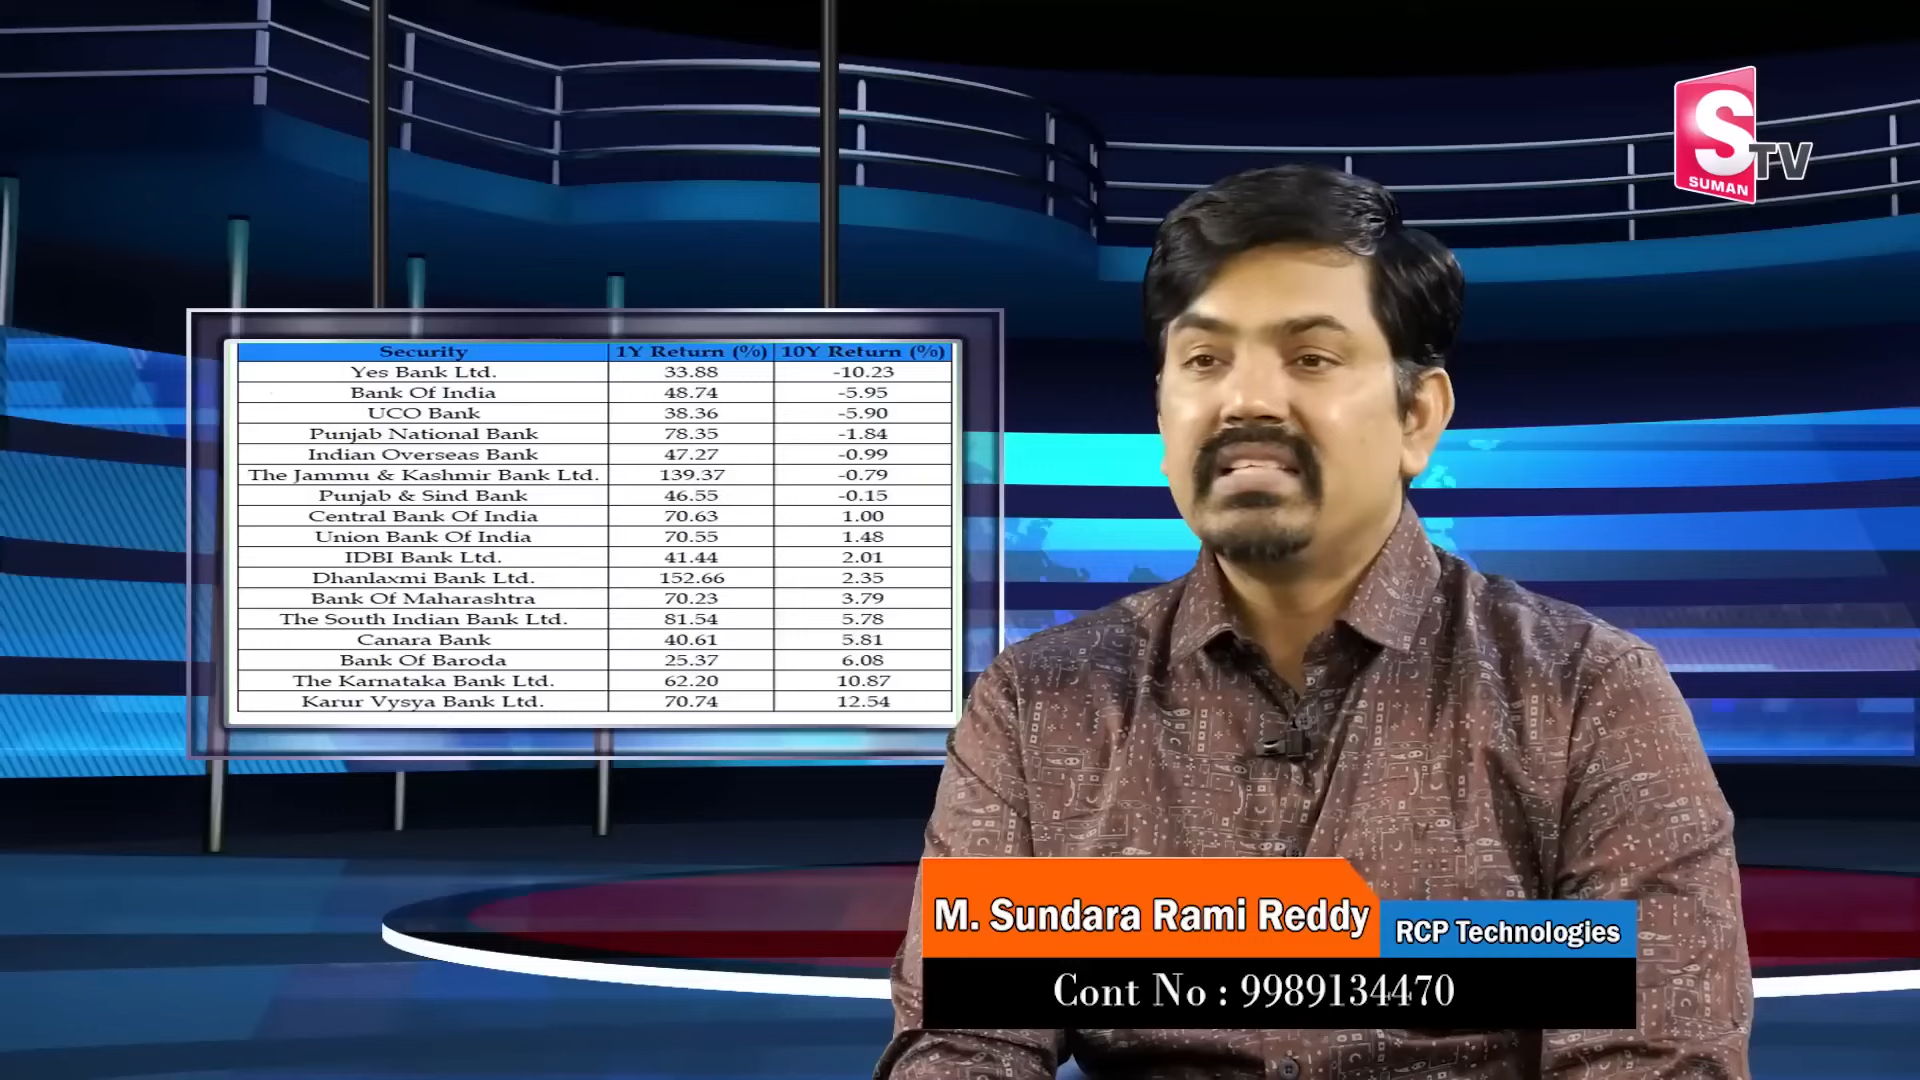 S TV
SUMAN
Security 1Y Return (%) 10Y Return (%)
Yes Bank Ltd. 33.88 -10.23
Bank Of India 48.74 -5.95
UCO Bank 38.36 -5.90
Punjab National Bank 78.35 -1.84
Indian Overseas Bank 47.27 -0.99
The Jammu & Kashmir Bank Ltd. 139.37 -0.79
Punjab & Sind Bank 46.55 -0.15
Central Bank Of India 70.63 1.00
Union Bank Of India 70.55 1.48
IDBI Bank Ltd. 41.44 2.01
Dhanlaxmi Bank Ltd. 152.66 2.35
Bank Of Maharashtra 70.23 3.79
The South Indian Bank Ltd. 81.54 5.78
Canara Bank 40.61 5.81
Bank Of Baroda 25.37 6.08
The Karnataka Bank Ltd. 62.20 10.87
Karur Vysya Bank Ltd. 70.74 12.54
M. Sundara Rami Reddy
RCP Technologies
Cont No : 9989134470